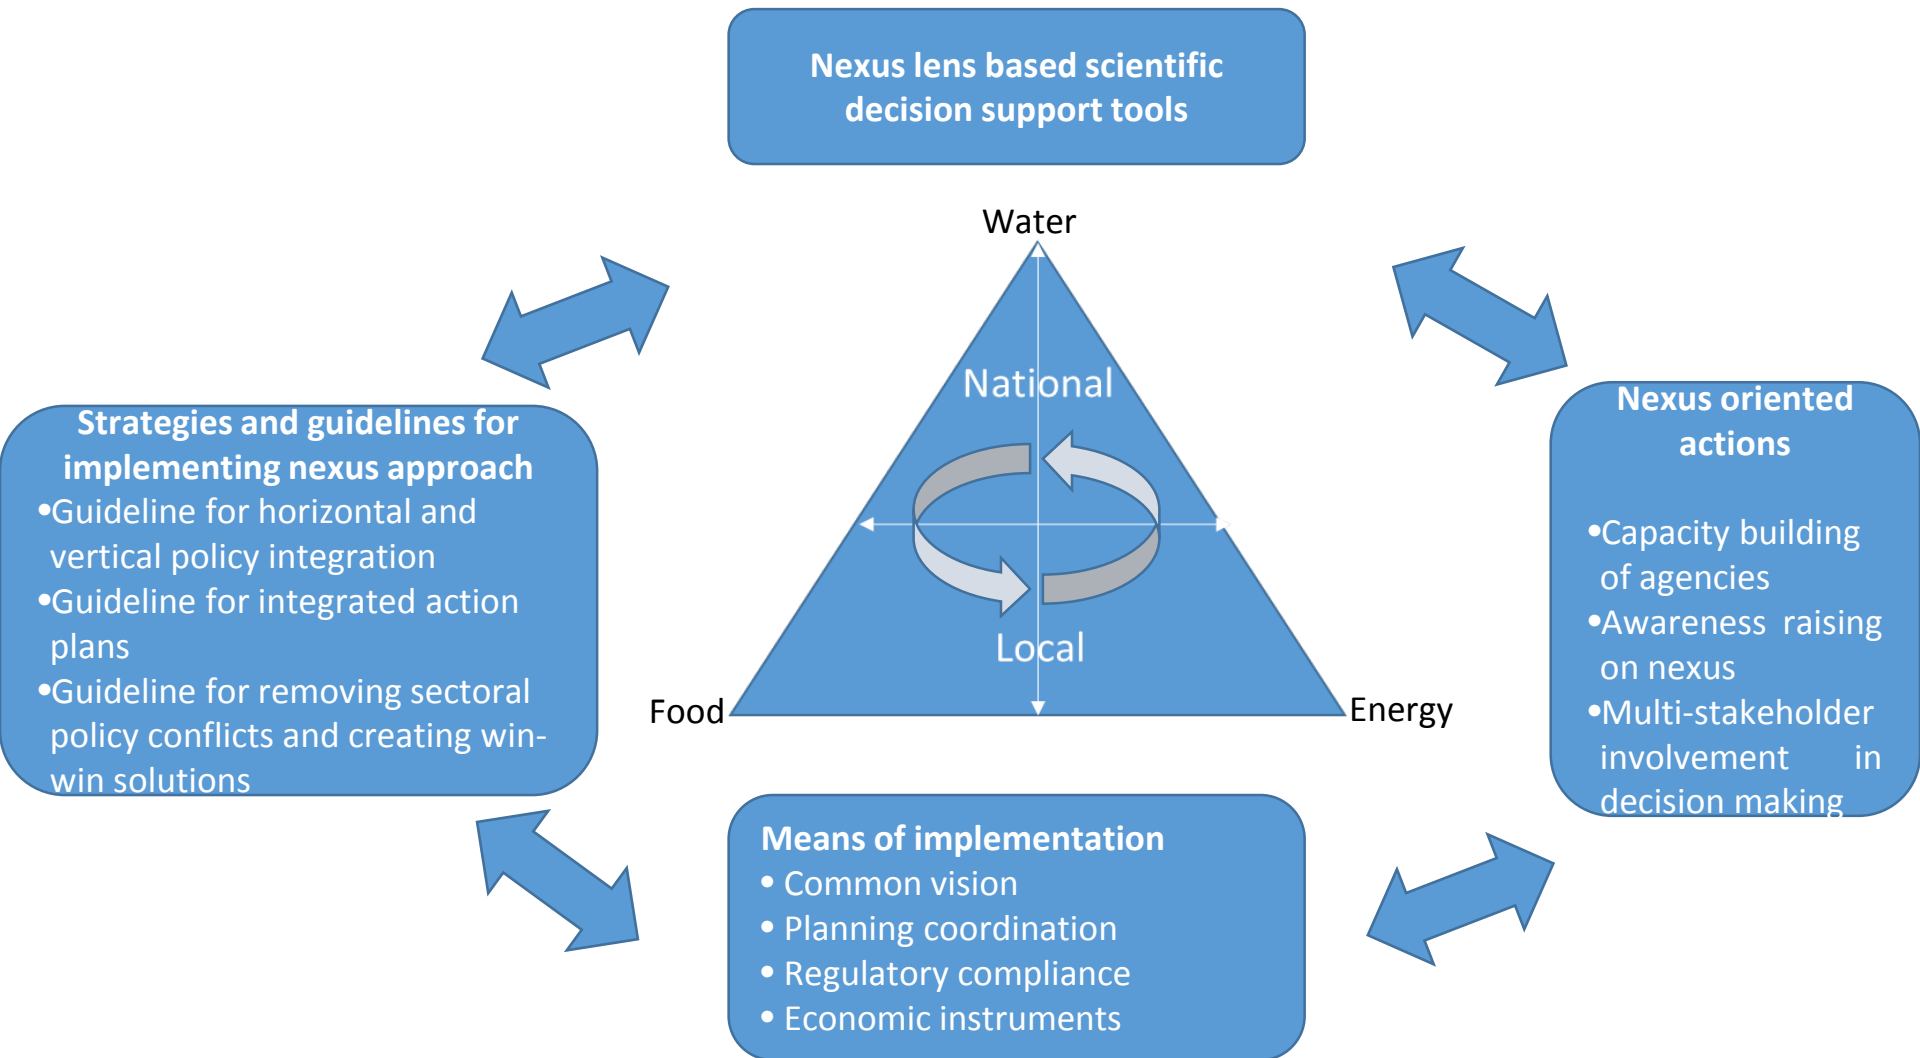 Nexus lens based scientific
decision support tools
Water
National
Local
Food
Energy
Strategies and guidelines for
implementing nexus approach
•Guideline for horizontal and
vertical policy integration
•Guideline for integrated action
plans
•Guideline for removing sectoral
policy conflicts and creating win-
win solutions
Nexus oriented
actions
•Capacity building
of agencies
•Awareness raising
on nexus
•Multi-stakeholder
involvement in
decision making
Means of implementation
• Common vision
• Planning coordination
• Regulatory compliance
• Economic instruments